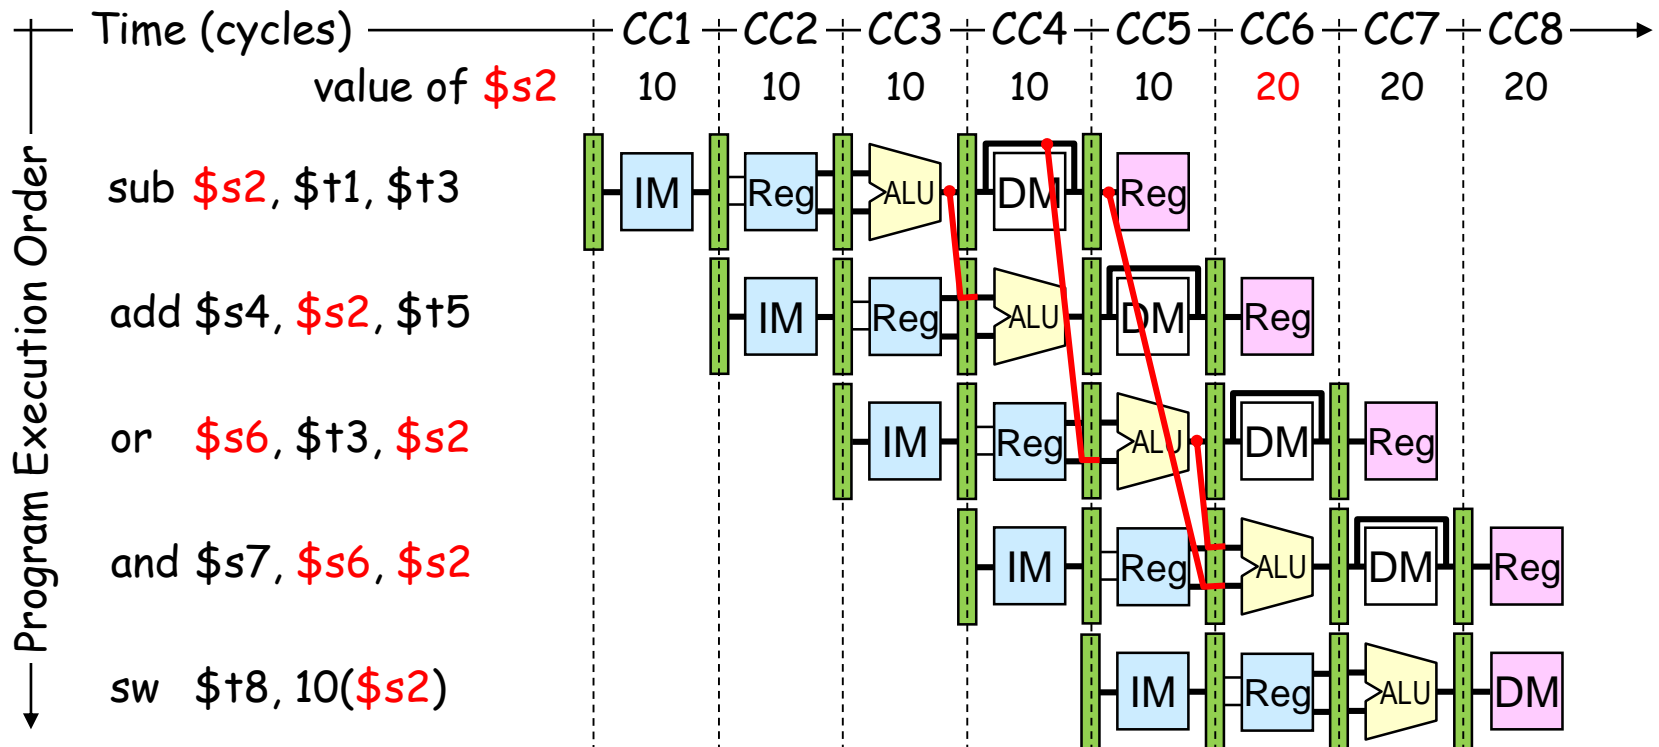 Time (cycles) CC1 CC2 CC3 CC4 CC5 CC6 CC7 CC8
value of $s2 10 10 10 10 10 20 20 20
Program Execution Order
sub $s2, $t1, $t3 IM Reg ALU DM Reg
add $s4, $s2, $t5 IM Reg ALU DM Reg
or $s6, $t3, $s2 IM Reg ALU DM Reg
and $s7, $s6, $s2 IM Reg ALU DM Reg
sw $t8, 10($s2) IM Reg ALU DM